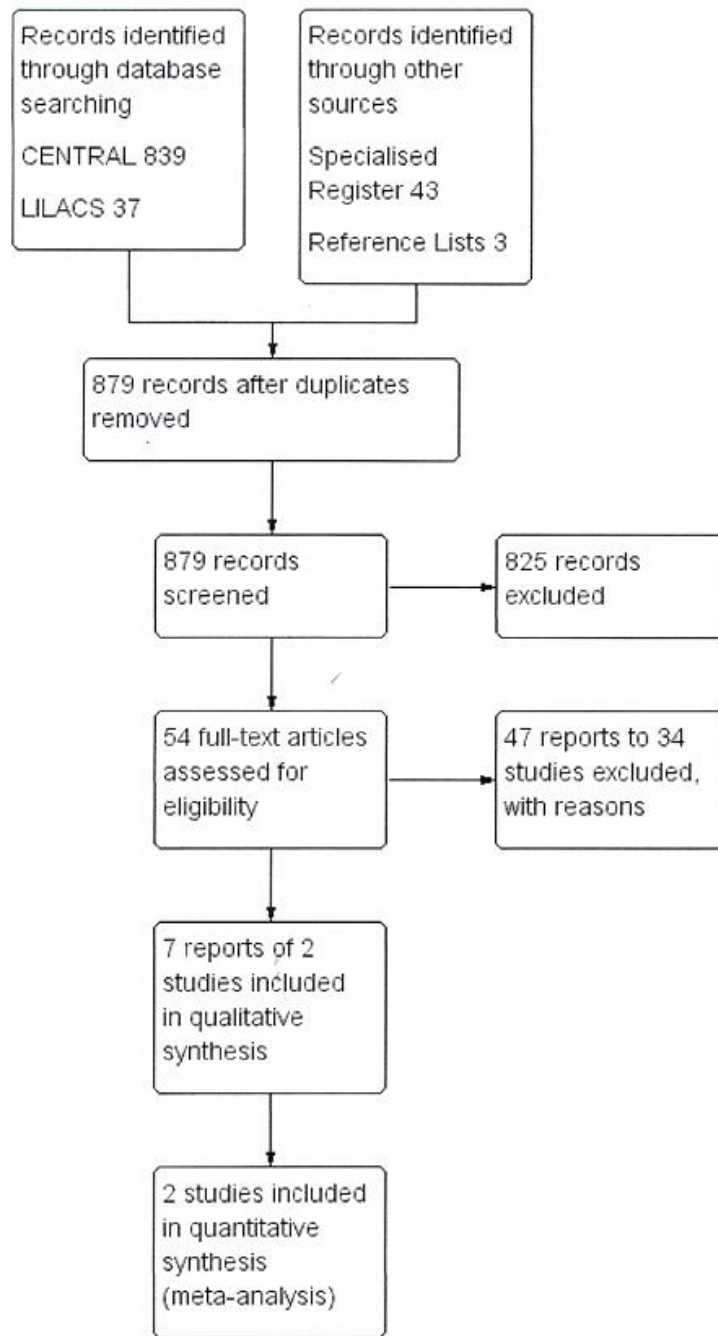 Records identified
through database
searching
CENTRAL 839
LILACS 37
Records identified
through other
sources
Specialised
Register 43
Reference Lists 3
879 records after duplicates
removed
879 records
screened
825 records
excluded
54 full-text articles
assessed for
eligibility
47 reports to 34
studies excluded,
with reasons
7 reports of 2
studies included
in qualitative
synthesis
2 studies included
in quantitative
synthesis
(meta-analysis)